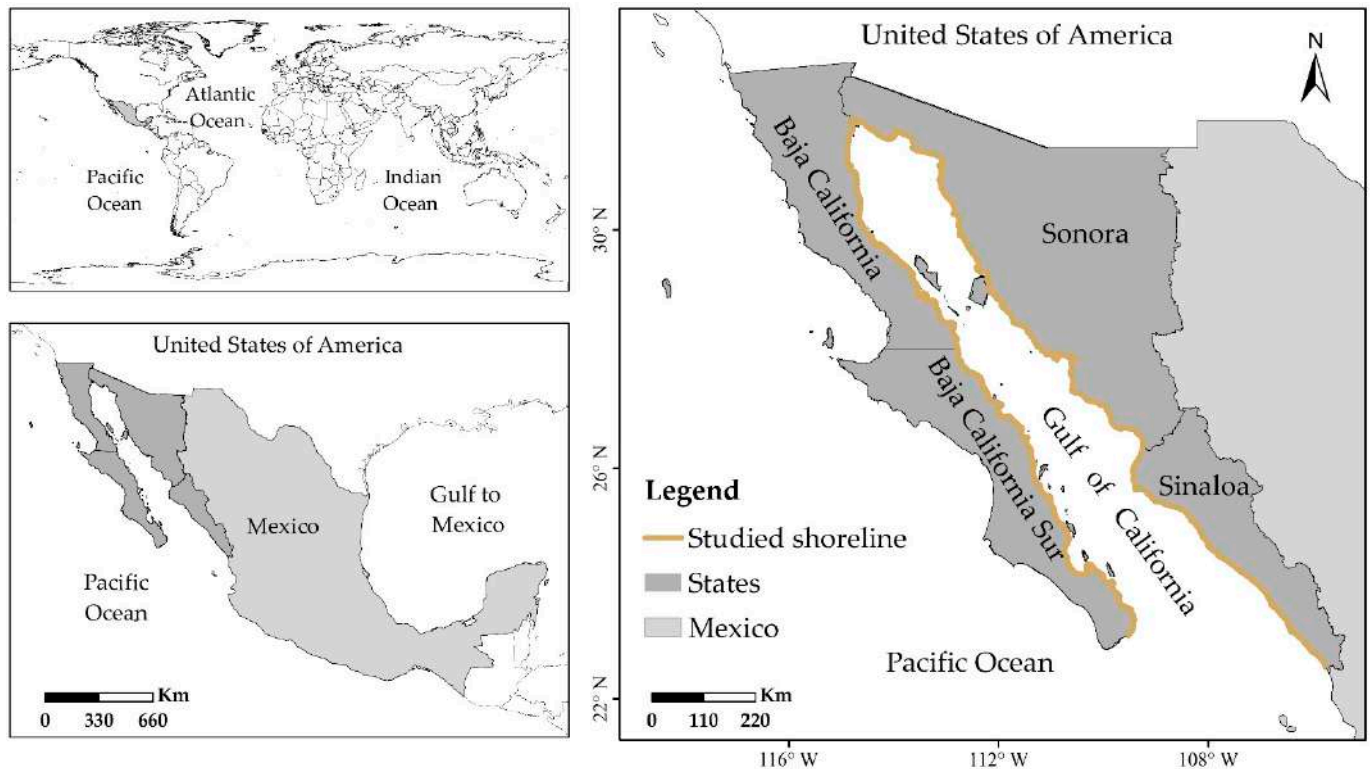 Atlantic
Ocean
Pacific
Ocean
Indian
Ocean
United States of America
Mexico
Gulf to
Mexico
Pacific
Ocean
Km
0 330 660
United States of America
N
Baja California
Sonora
Baja California Sur
Gulf of California
Sinaloa
Legend
Studied shoreline
States
Mexico
Pacific Ocean
Km
0 110 220
30° N
26° N
22° N
116° W 112° W 108° W